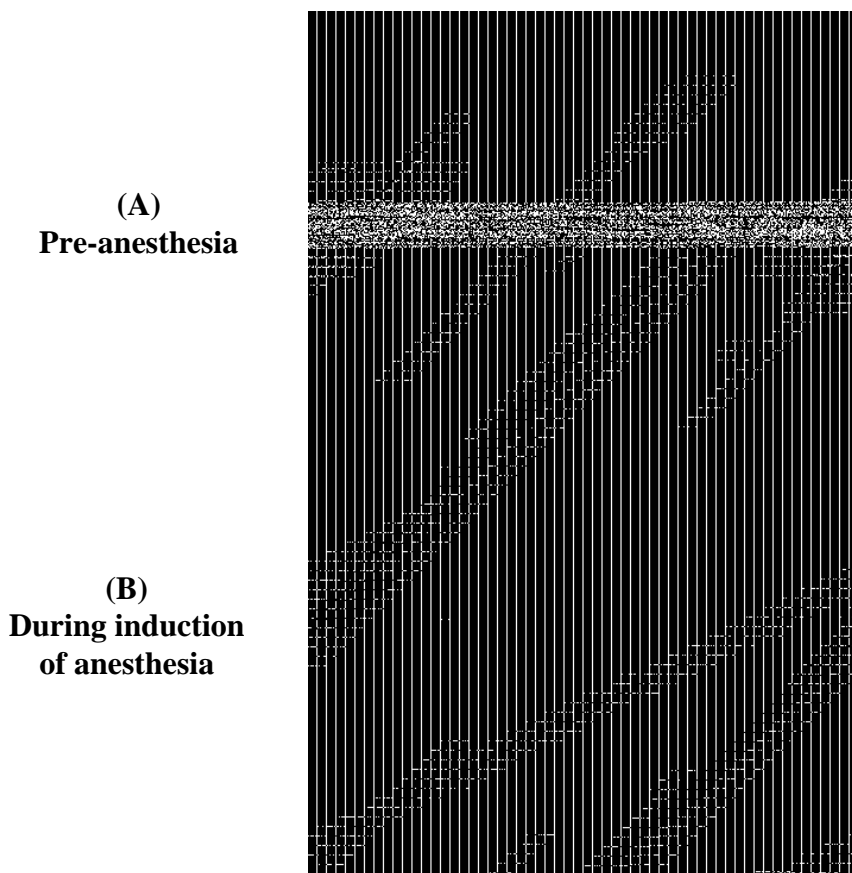 (A)
Pre-anesthesia
(B)
During induction
of anesthesia